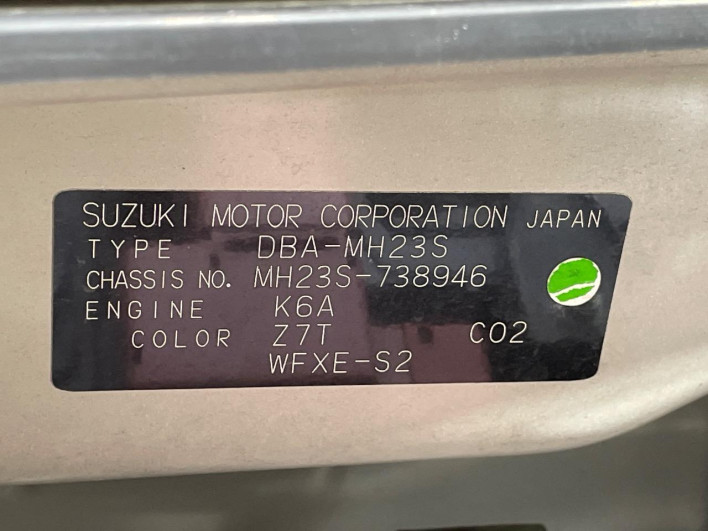 SUZUKI MOTOR CORPORATION JAPAN
TYPE DBA-MH23S
CHASSIS NO. MH23S-738946
ENGINE K6A
COLOR Z7T C02
WFXE-S2